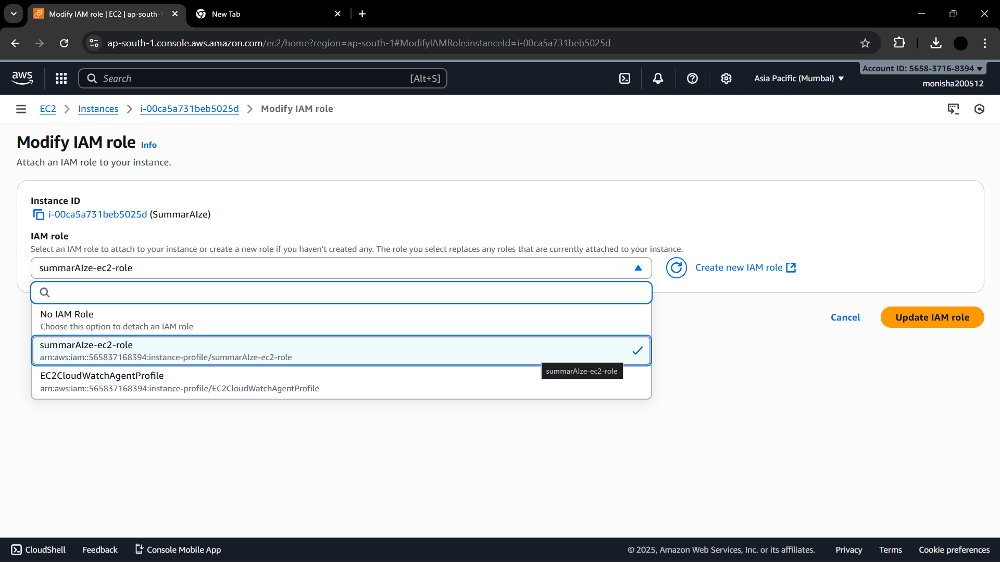 Modify IAM role | EC2 | ap-south-1
New Tab
ap-south-1.console.aws.amazon.com/ec2/home?region=ap-south-1#ModifyIAMRole:instanceId=i-00ca5a731beb5025d
aws
Search
[Alt+S]
Asia Pacific (Mumbai)
Account ID: 5658-3716-8394
monisha200512
EC2
Instances
i-00ca5a731beb5025d
Modify IAM role
Modify IAM role Info
Attach an IAM role to your instance.
Instance ID
i-00ca5a731beb5025d (SummarAIze)
IAM role
Select an IAM role to attach to your instance or create a new role if you haven't created any. The role you select replaces any roles that are currently attached to your instance.
summarAIze-ec2-role
Create new IAM role
No IAM Role
Choose this option to detach an IAM role
Cancel
Update IAM role
summarAIze-ec2-role
arn:aws:iam::565837168394:instance-profile/summarAIze-ec2-role
summarAIze-ec2-role
EC2CloudWatchAgentProfile
arn:aws:iam::565837168394:instance-profile/EC2CloudWatchAgentProfile
CloudShell
Feedback
Console Mobile App
© 2025, Amazon Web Services, Inc. or its affiliates.
Privacy
Terms
Cookie preferences